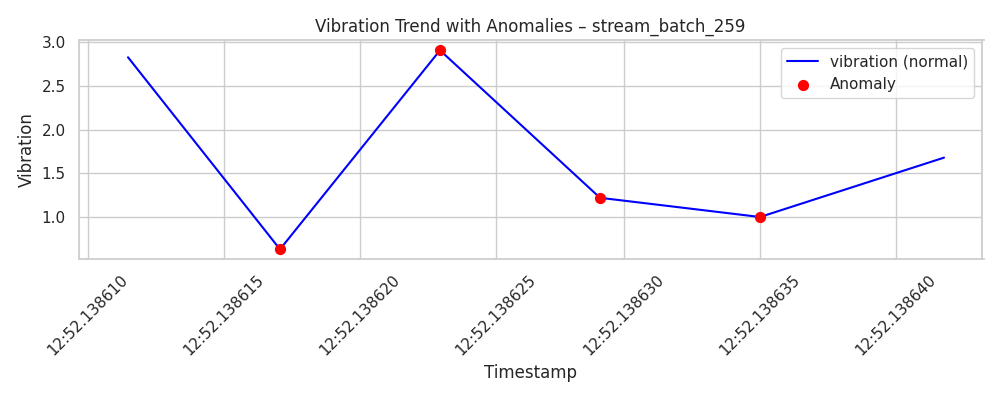 Vibration Trend with Anomalies – stream_batch_259
vibration (normal)
Anomaly
Vibration
3.0
2.5
2.0
1.5
1.0
12:52.138610
12:52.138615
12:52.138620
12:52.138625
12:52.138630
12:52.138635
12:52.138640
Timestamp